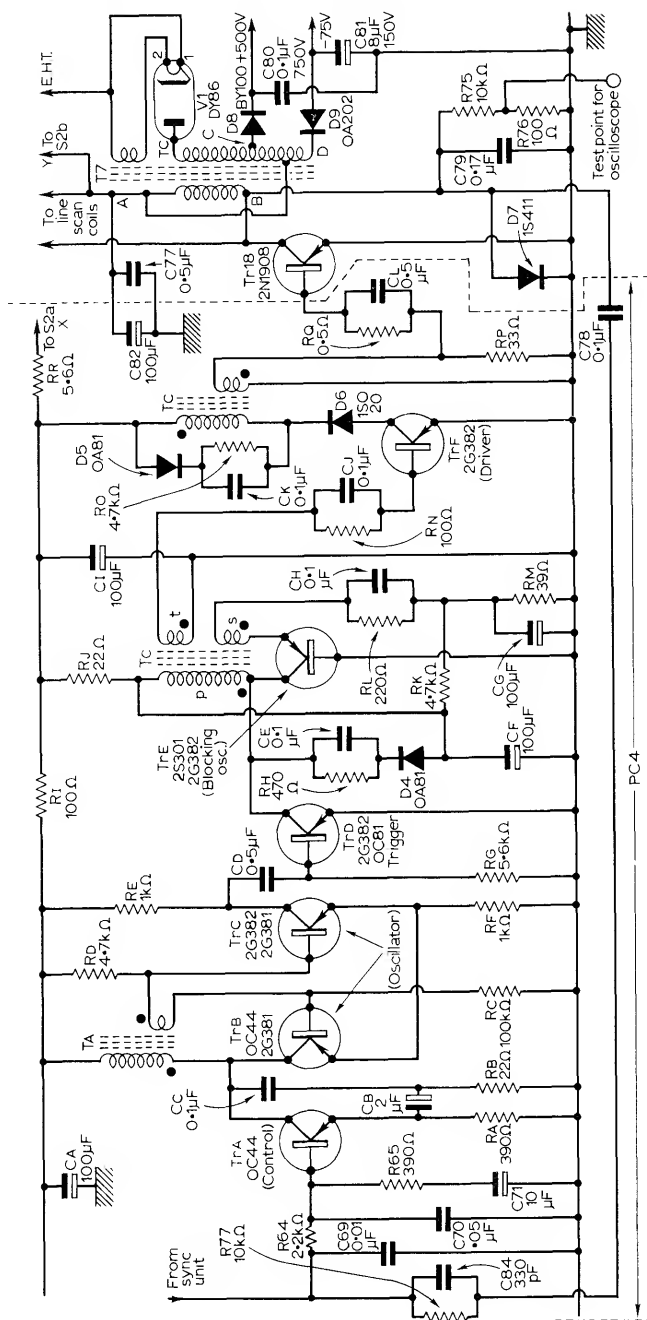 CA
100µF
RD
4·7kΩ
RE
1kΩ
RI
100Ω
RJ
22Ω
CI
100µF
D5
OA81
RO
4·7kΩ
CK
0·1µF
RR
5·6Ω
To S2a
X
C82
100µF
C77
0·5µF
To
line
scan
coils
Y To
S2b
E.H.T.
A
B
T7
TC
C
D
V1
DY86
2
1
D8
BY100
+500V
C80
0·1µF
750V
D9
OA202
-75V
C81
8µF
150V
TA
CC
0·1µF
TrA
OC44
(Control)
TrB
OC44
2G381
TrC
2G382
2G381
(Oscillator)
CD
0·5µF
TrD
2G382
OC81
Trigger
TrE
2S301
2G382
(Blocking
osc.)
TC
p
t
s
CE
0·1
µF
RH
470
Ω
D4
OA81
CF
100µF
CH
0·1
µF
RL
220Ω
RK
4·7kΩ
CG
100µF
RM
39Ω
RN
100Ω
CJ
0·1µF
TC
D6
1SO
20
TrF
2G382
(Driver)
Tr18
2N1908
RQ
0·5Ω
CL
0·5
µF
RP
33Ω
D7
1S411
C78
0·1µF
C79
0·17
µF
R75
10kΩ
R76
100
Ω
Test point for
oscilloscope
From
sync
unit
R77
10kΩ
R64
2·2kΩ
C69
0·01
µF
C70
·05
µF
C84
330
pF
R65
390Ω
C71
10
µF
RA
390Ω
CB
2
µF
RB
22Ω
RC
100kΩ
RF
1kΩ
RG
5·6kΩ
PC4